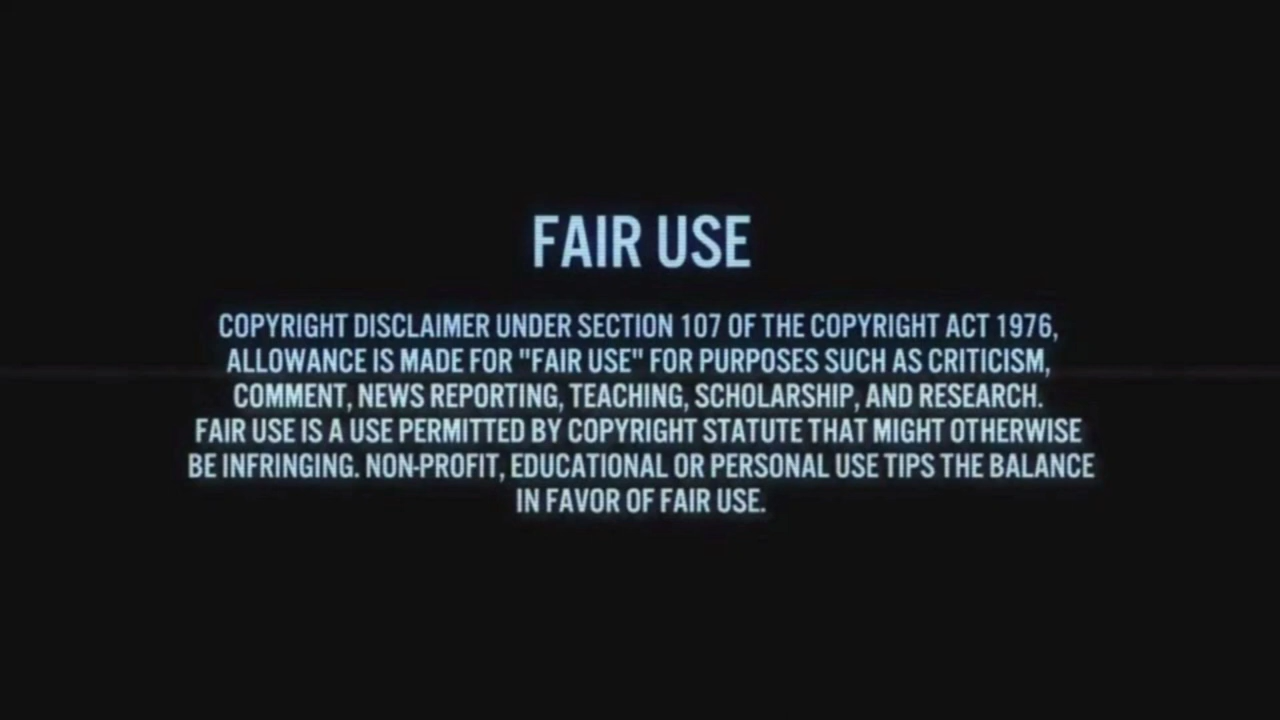 FAIR USE
COPYRIGHT DISCLAIMER UNDER SECTION 107 OF THE COPYRIGHT ACT 1976,
ALLOWANCE IS MADE FOR "FAIR USE" FOR PURPOSES SUCH AS CRITICISM,
COMMENT, NEWS REPORTING, TEACHING, SCHOLARSHIP, AND RESEARCH.
FAIR USE IS A USE PERMITTED BY COPYRIGHT STATUTE THAT MIGHT OTHERWISE
BE INFRINGING. NON-PROFIT, EDUCATIONAL OR PERSONAL USE TIPS THE BALANCE
IN FAVOR OF FAIR USE.